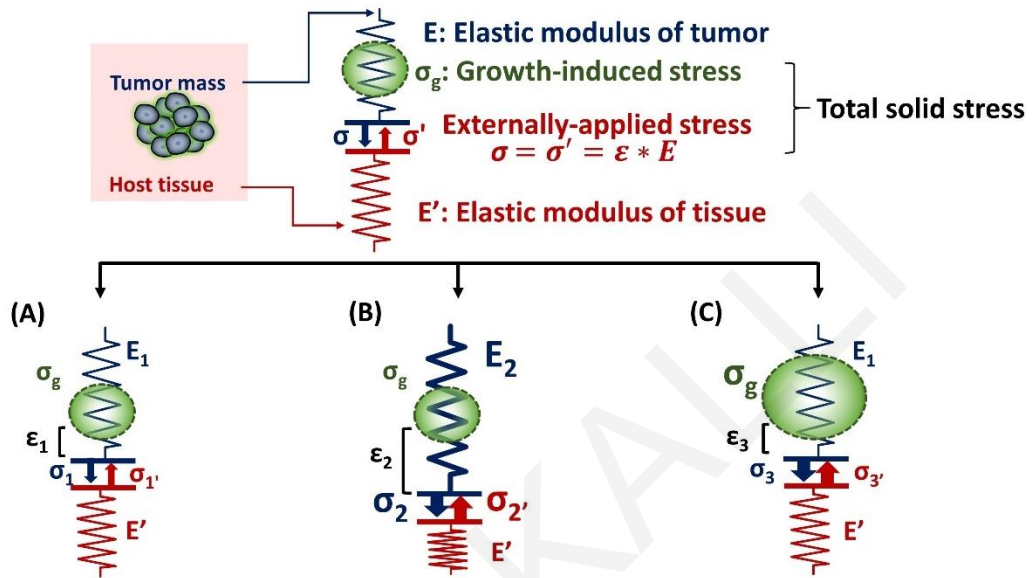 E: Elastic modulus of tumor
Tumor mass
σg: Growth-induced stress
Total solid stress
σ σ' Externally-applied stress
σ = σ' = ε * E
Host tissue
E’: Elastic modulus of tissue
(A) (B) (C)
E1 E2 E1
σg σg σg
ε1 ε2 ε3
σ1 σ1' σ2 σ2' σ3 σ3'
E’ E’ E’
KALLI